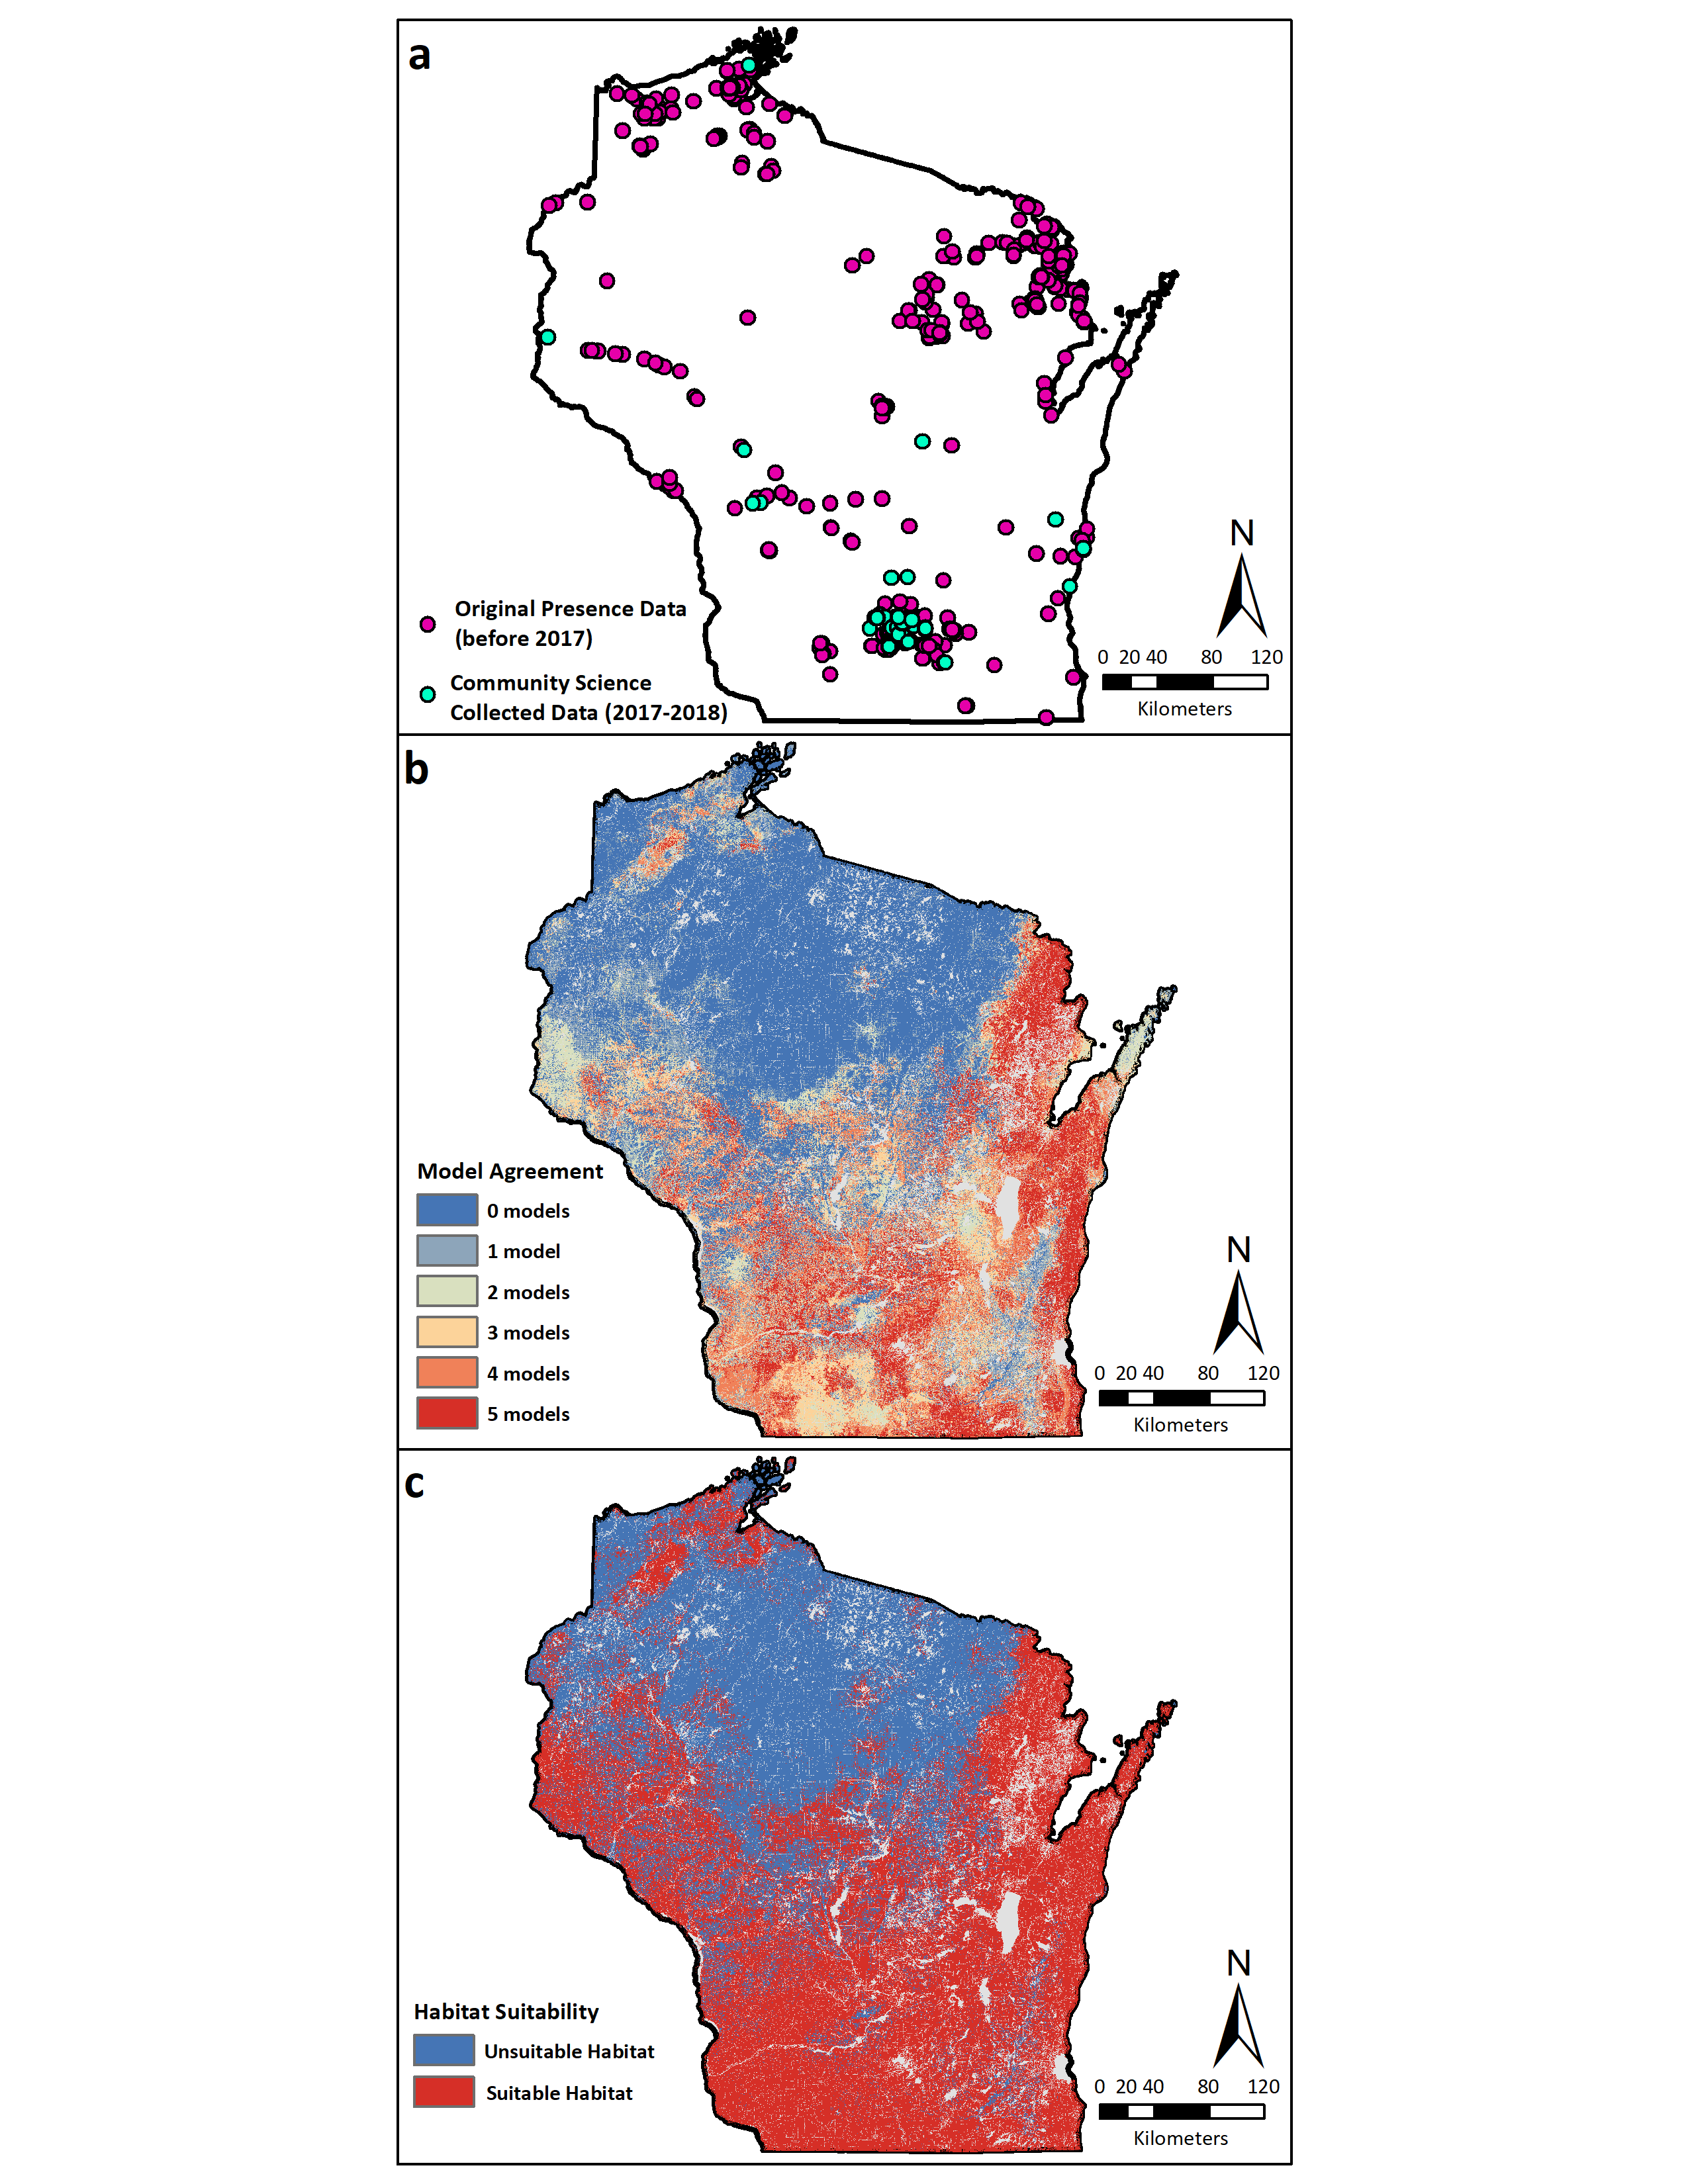 a
N
Original Presence Data
(before 2017)
0 20 40 80 120
Kilometers
Community Science
Collected Data (2017-2018)
b
Model Agreement
0 models
1 model
2 models
3 models
4 models
5 models
N
0 20 40 80 120
Kilometers
c
N
Habitat Suitability
Unsuitable Habitat
Suitable Habitat
0 20 40 80 120
Kilometers